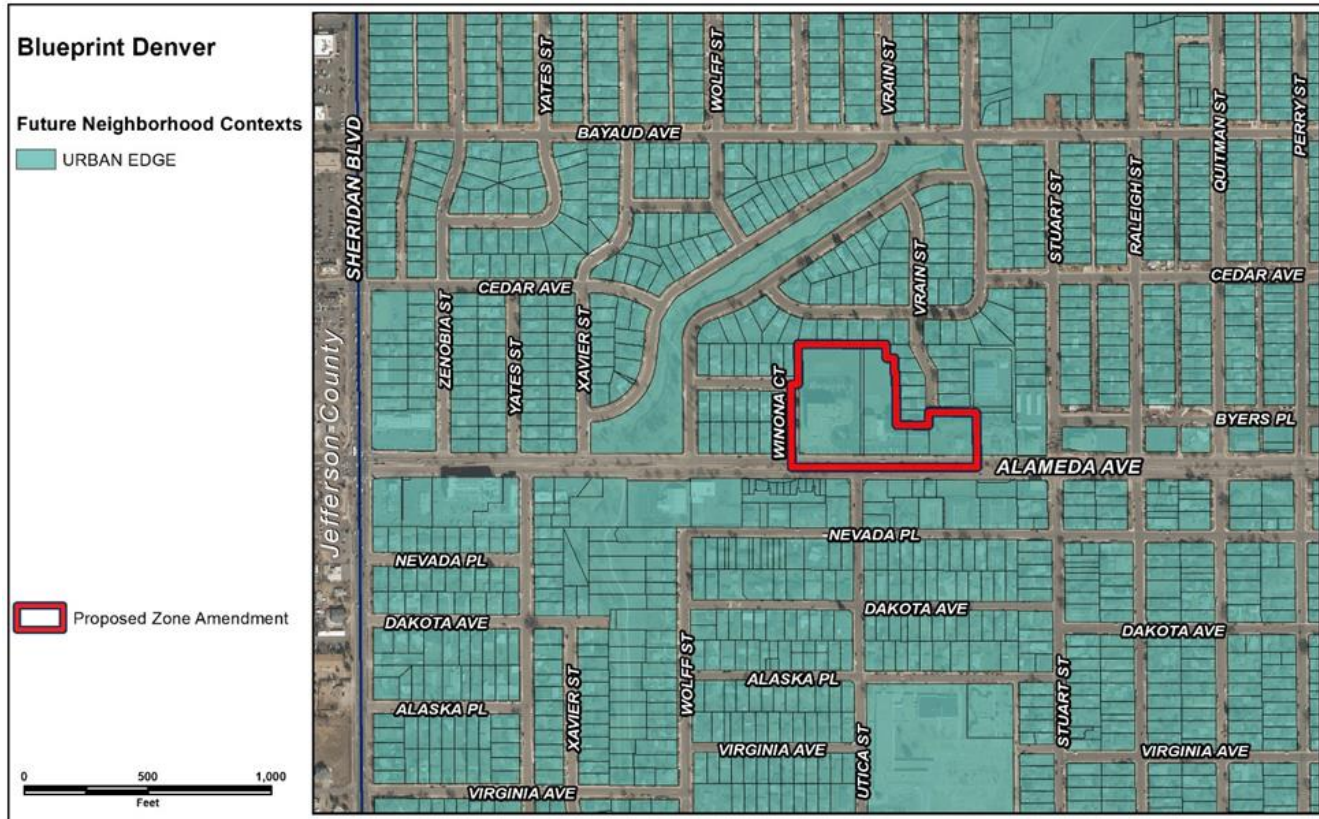 Blueprint Denver
Future Neighborhood Contexts
URBAN EDGE
Proposed Zone Amendment
0 500 1,000
Feet
YATES ST
WOLFF ST
VRAIN ST
QUITMAN ST
PERRY ST
BAYAUD AVE
SHERIDAN BLVD
STUART ST
RALEIGH ST
VRAIN ST
CEDAR AVE
CEDAR AVE
ZENOBIA ST
YATES ST
XAVIER ST
Jefferson County
WINONA CT
BYERS PL
ALAMEDA AVE
NEVADA PL
NEVADA PL
DAKOTA AVE
DAKOTA AVE
DAKOTA AVE
XAVIER ST
WOLFF ST
ALASKA PL
ALASKA PL
UTICA ST
STUART ST
VIRGINIA AVE
VIRGINIA AVE
VIRGINIA AVE